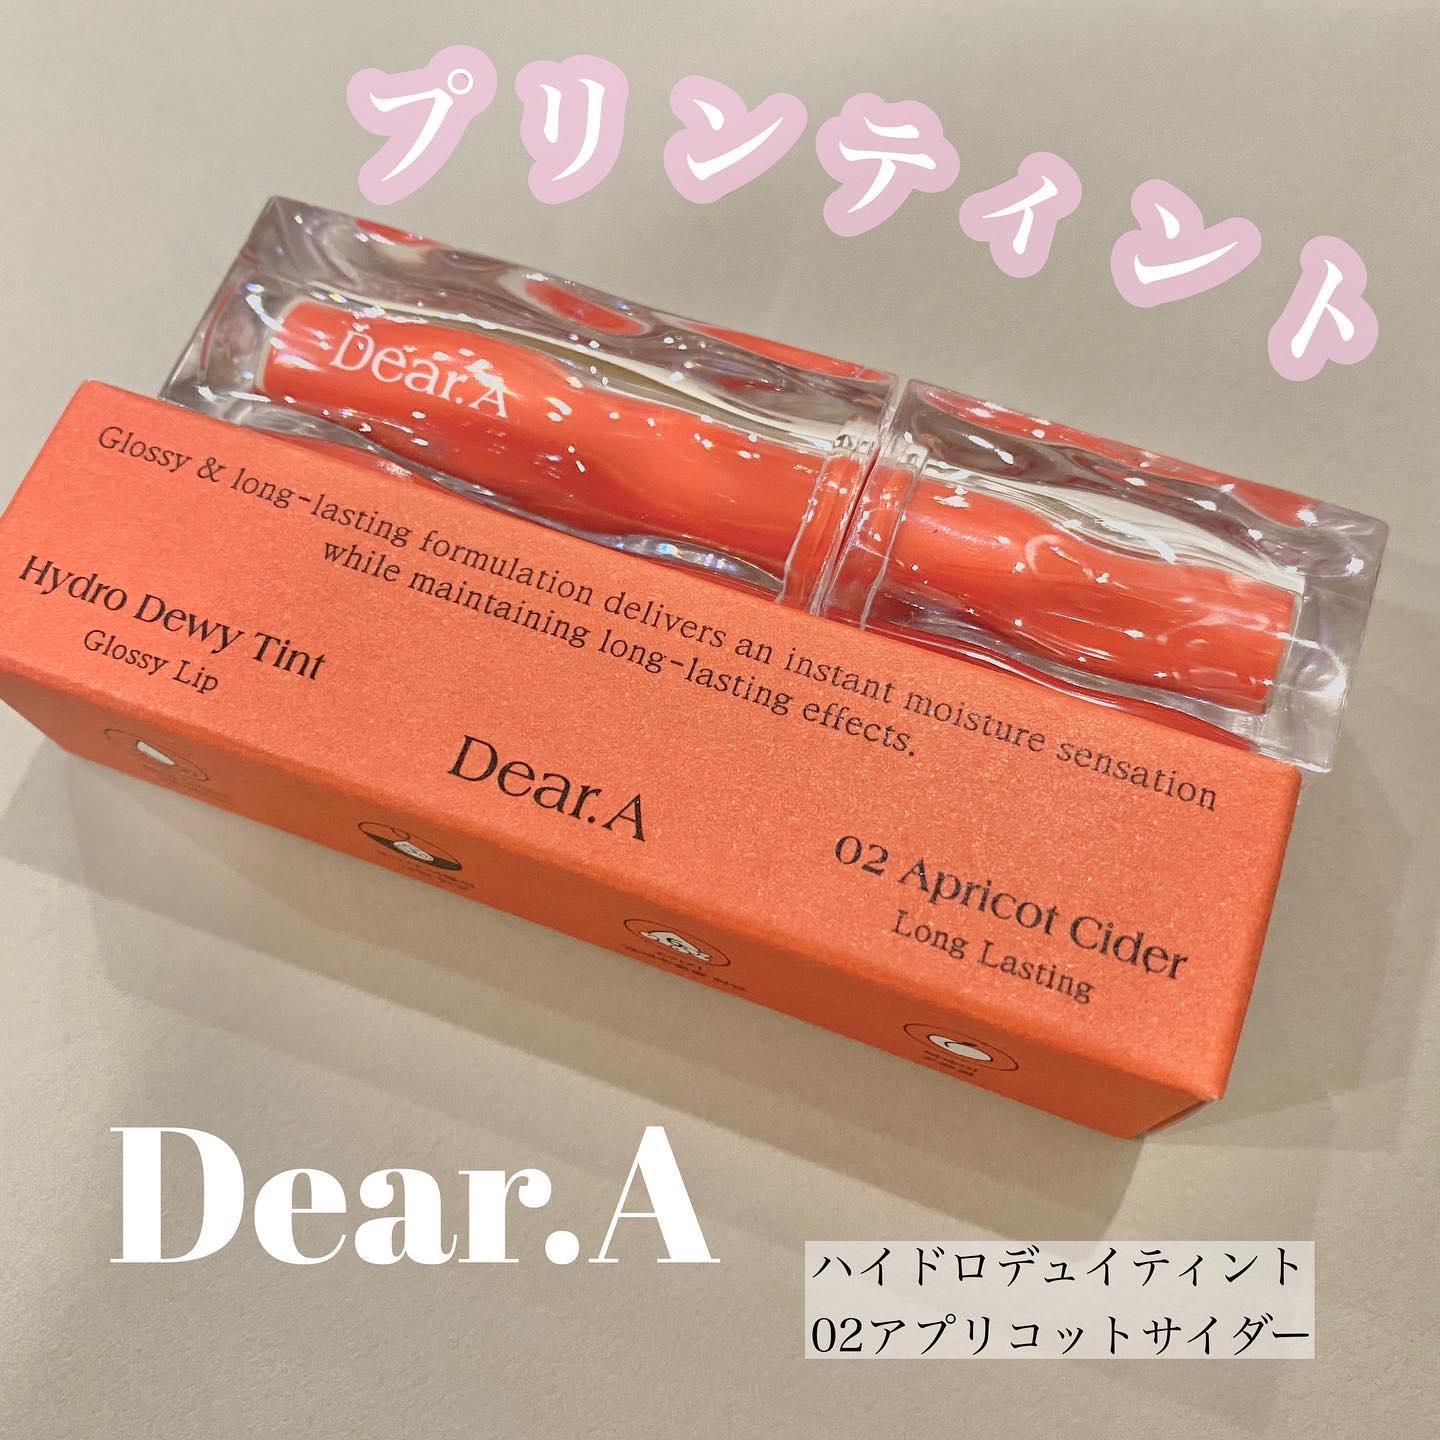 プリンティント
Dear.A
Glossy & long-lasting formulation delivers an instant moisture sensation
while maintaining long-lasting effects.
Hydro Dewy Tint
Glossy Lip
Dear.A
02 Apricot Cider
Long Lasting
Dear.A
ハイドロデュイティント
02アプリコットサイダー